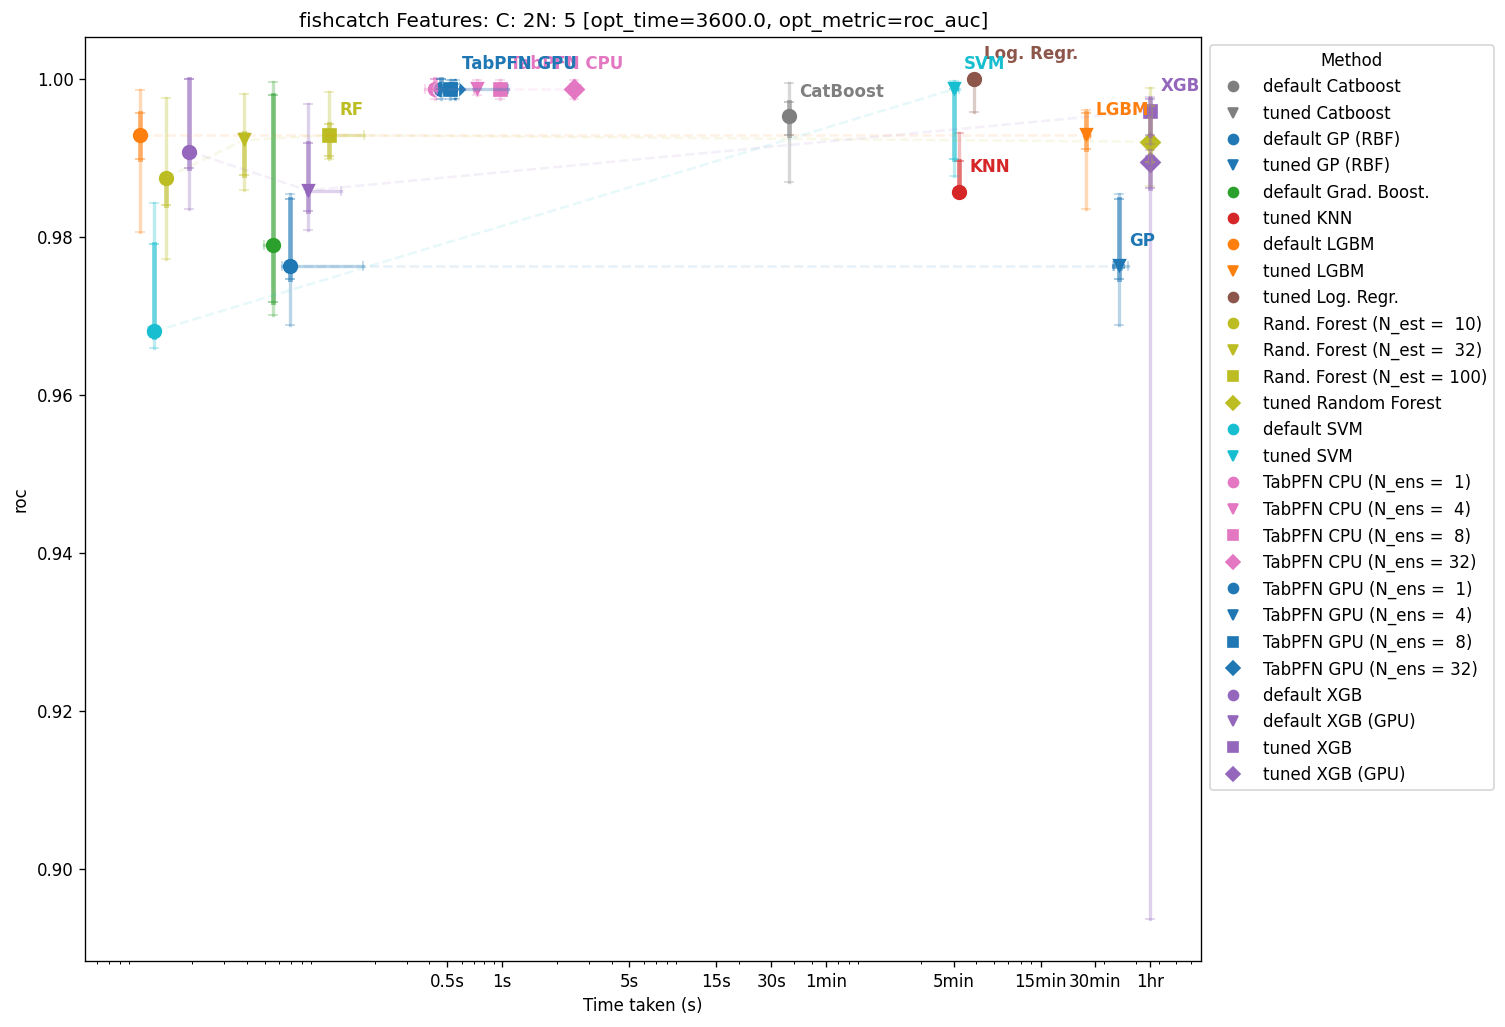 fishcatch Features: C: 2N: 5 [opt_time=3600.0, opt_metric=roc_auc]
roc
1.00
0.98
0.96
0.94
0.92
0.90
TabPFN GPU
TabPFN CPU
SVM
Log. Regr.
XGB
CatBoost
RF
LGBM
KNN
GP
0.5s 1s 5s 15s 30s 1min 5min 15min 30min 1hr
Time taken (s)
Method
default Catboost
tuned Catboost
default GP (RBF)
tuned GP (RBF)
default Grad. Boost.
tuned KNN
default LGBM
tuned LGBM
tuned Log. Regr.
Rand. Forest (N_est =  10)
Rand. Forest (N_est =  32)
Rand. Forest (N_est = 100)
tuned Random Forest
default SVM
tuned SVM
TabPFN CPU (N_ens =  1)
TabPFN CPU (N_ens =  4)
TabPFN CPU (N_ens =  8)
TabPFN CPU (N_ens = 32)
TabPFN GPU (N_ens =  1)
TabPFN GPU (N_ens =  4)
TabPFN GPU (N_ens =  8)
TabPFN GPU (N_ens = 32)
default XGB
default XGB (GPU)
tuned XGB
tuned XGB (GPU)